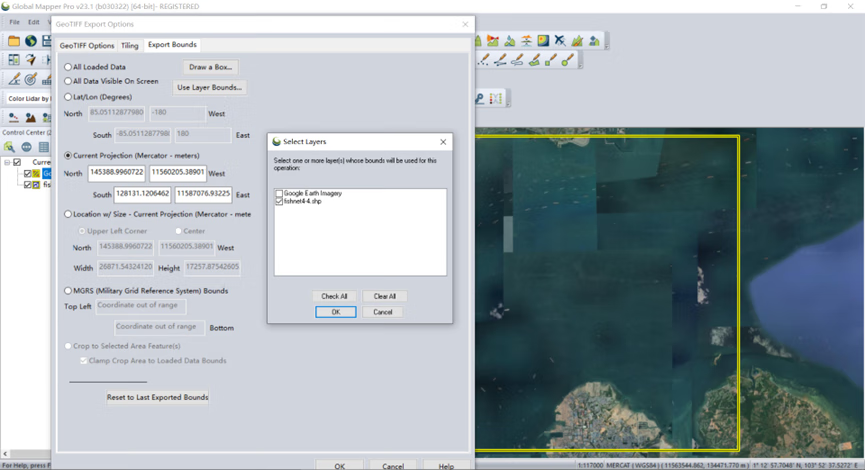 Global Mapper Pro v23.1 (b030322) [64-bit]- REGISTERED
File Edit
GeoTIFF Export Options
GeoTIFF Options Tiling Export Bounds
All Loaded Data Draw a Box...
All Data Visible On Screen
Use Layer Bounds...
Lat/Lon (Degrees)
Color Lidar by
North 85.05112877980 -180 West
South -85.0511287798( 180 East
Control Center (2
Curre
Go
fis
Current Projection (Mercator - meters)
North 145388.9960722 11560205.38901 West
South 128131.1206462 11587076.93225 East
Location w/ Size - Current Projection (Mercator - mete
Upper Left Corner Center
North 145388.9960722 11560205.38901 West
Width 26871.54324120 Height 17257.87542605
MGRS (Military Grid Reference System) Bounds
Top Left Coordinate out of range
Coordinate out of range Bottom
Crop to Selected Area Feature(s)
Clamp Crop Area to Loaded Data Bounds
Reset to Last Exported Bounds
OK Cancel Help
Select Layers
Select one or more layer(s) whose bounds will be used for this
operation:
Google Earth Imagery
fishnet4-4.shp
Check All Clear All
OK Cancel
For Help, press F
1:117000 MERCAT ( WGS84 ) ( 11563544.862, 134471.770 m ) 1° 12' 57.7048" N, 103° 52' 37.5272" E